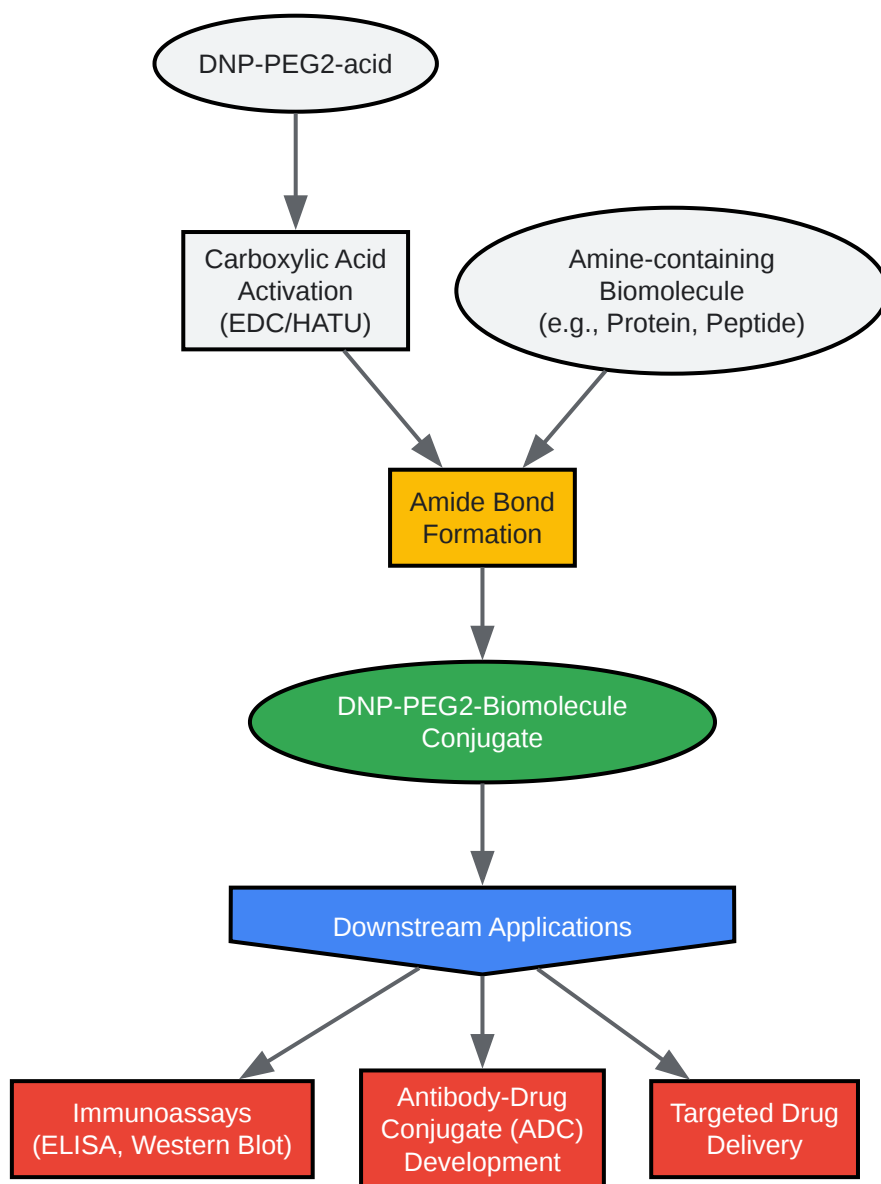 DNP-PEG2-acid
Carboxylic Acid
Activation
(EDC/HATU)
Amine-containing
Biomolecule
(e.g., Protein, Peptide)
Amide Bond
Formation
DNP-PEG2-Biomolecule
Conjugate
Downstream Applications
Immunoassays
(ELISA, Western Blot)
Antibody-Drug
Conjugate (ADC)
Development
Targeted Drug
Delivery